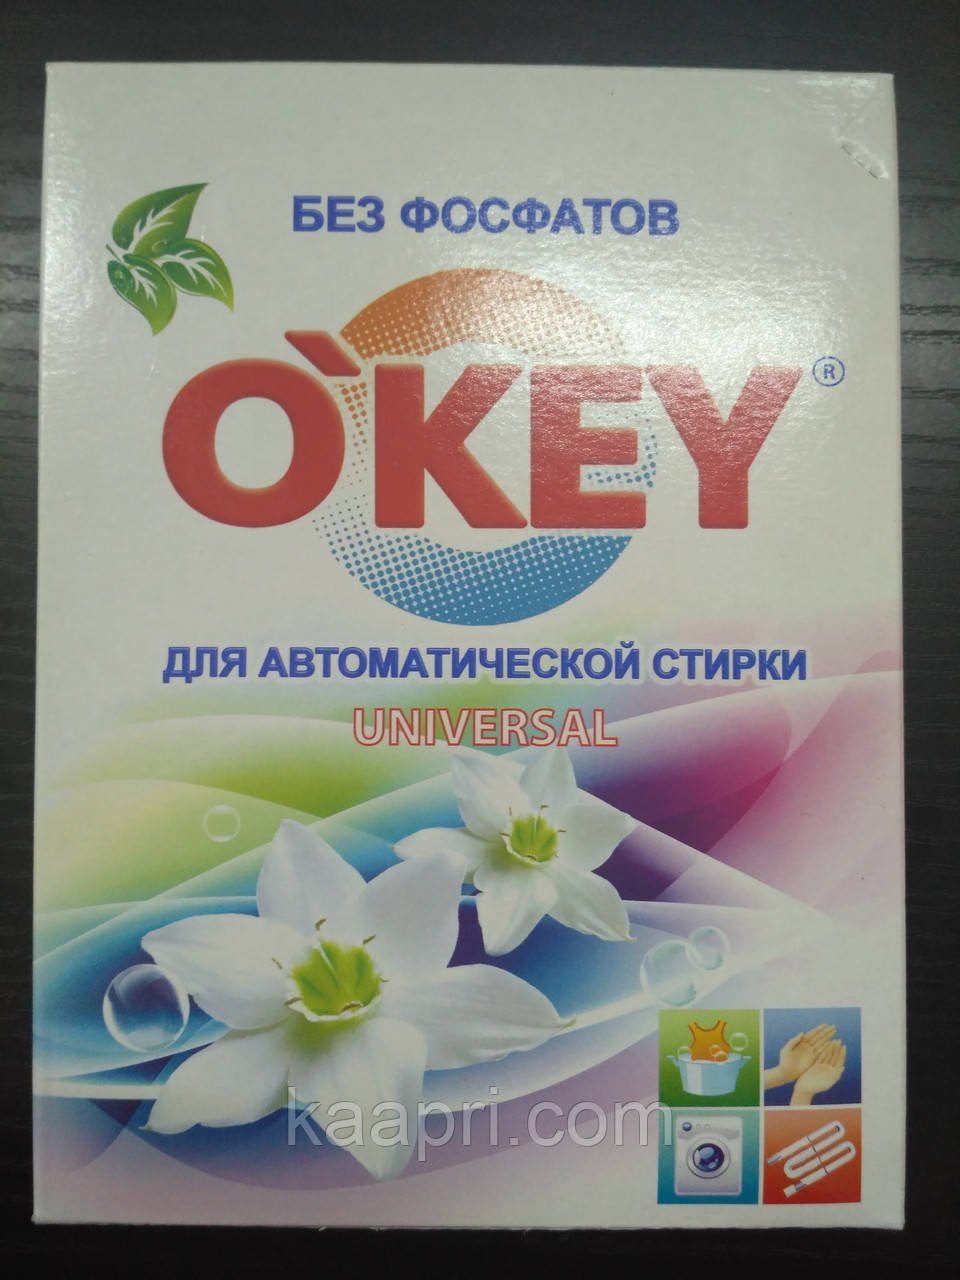 БЕЗ ФОСФАТОВ
O`KEY ®
ДЛЯ АВТОМАТИЧЕСКОЙ СТИРКИ
UNIVERSAL
kaapri.com